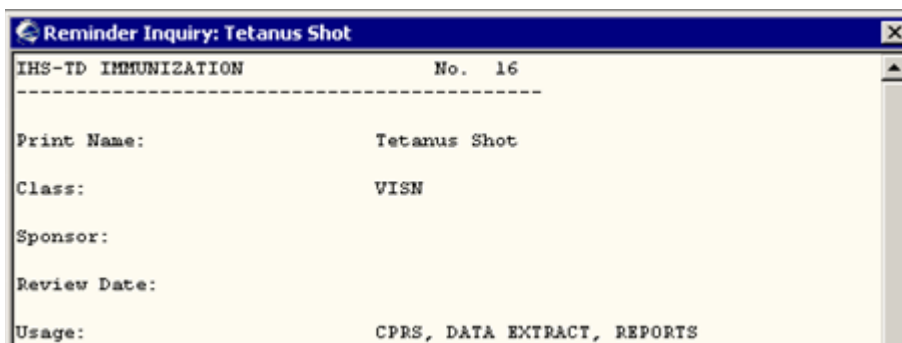 Reminder Inquiry: Tetanus Shot
IHS-TD IMMUNIZATION No. 16
---------------------------------------------
Print Name: Tetanus Shot
Class: VISN
Sponsor:
Review Date:
Usage: CPRS, DATA EXTRACT, REPORTS